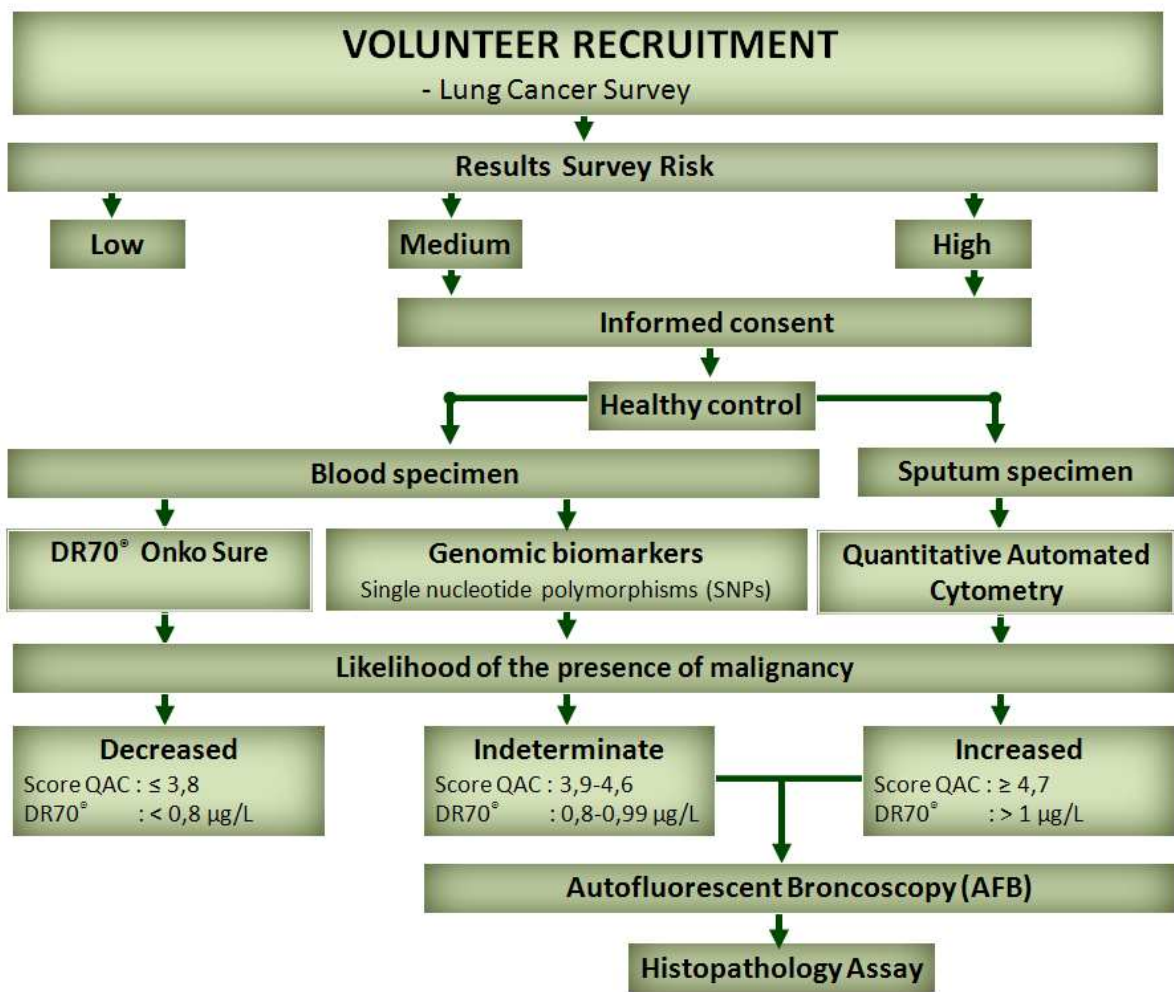 VOLUNTEER RECRUITMENT
- Lung Cancer Survey
Results Survey Risk
Low
Medium
High
Informed consent
Healthy control
Blood specimen
Sputum specimen
DR70® Onko Sure
Genomic biomarkers
Single nucleotide polymorphisms (SNPs)
Quantitative Automated
Cytometry
Likelihood of the presence of malignancy
Decreased
Score QAC : ≤ 3,8
DR70® : < 0,8 µg/L
Indeterminate
Score QAC : 3,9-4,6
DR70® : 0,8-0,99 µg/L
Increased
Score QAC : ≥ 4,7
DR70® : > 1 µg/L
Autofluorescent Broncoscopy (AFB)
Histopathology Assay